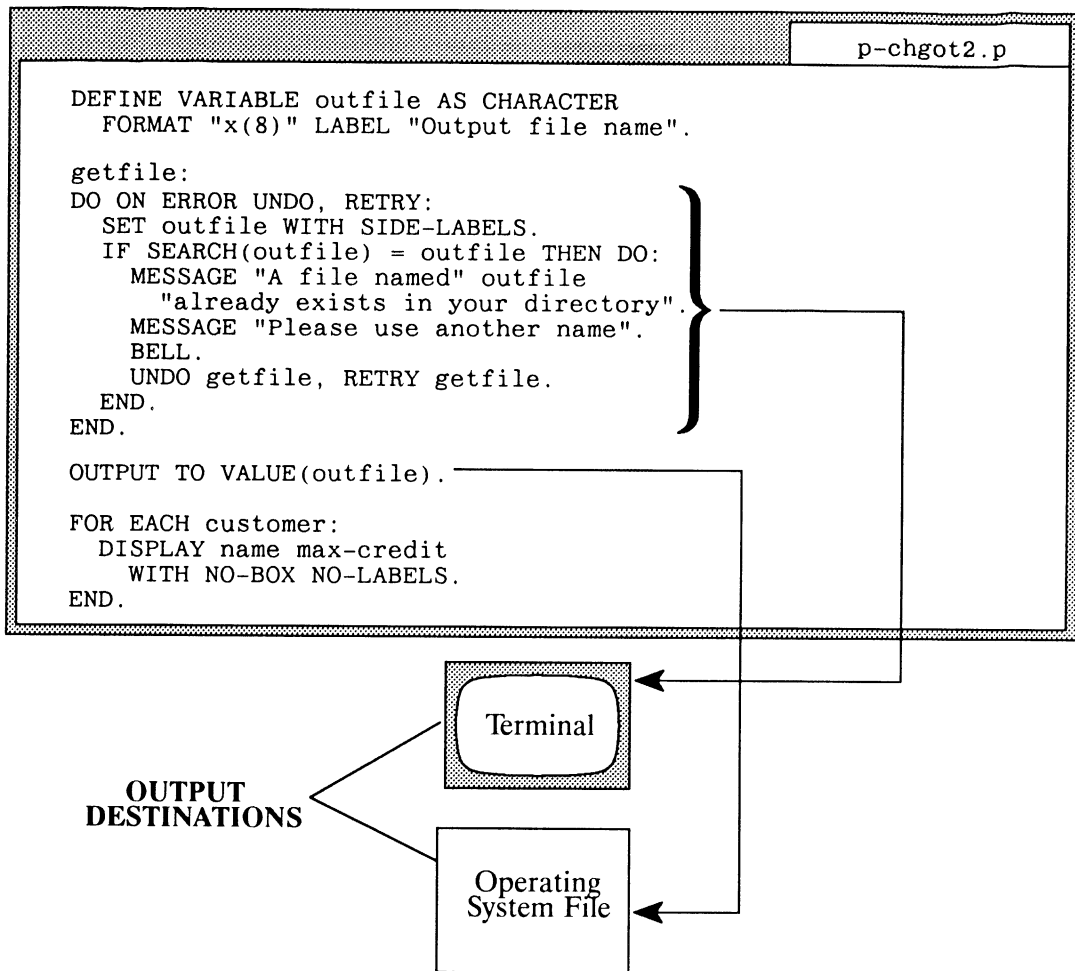 p-chgot2.p
DEFINE VARIABLE outfile AS CHARACTER
  FORMAT "x(8)" LABEL "Output file name".
getfile:
DO ON ERROR UNDO, RETRY:
  SET outfile WITH SIDE-LABELS.
  IF SEARCH(outfile) = outfile THEN DO:
    MESSAGE "A file named" outfile
      "already exists in your directory".
    MESSAGE "Please use another name".
    BELL.
    UNDO getfile, RETRY getfile.
  END.
END.
OUTPUT TO VALUE(outfile).
FOR EACH customer:
  DISPLAY name max-credit
    WITH NO-BOX NO-LABELS.
END.
Terminal
OUTPUT
DESTINATIONS
Operating
System File